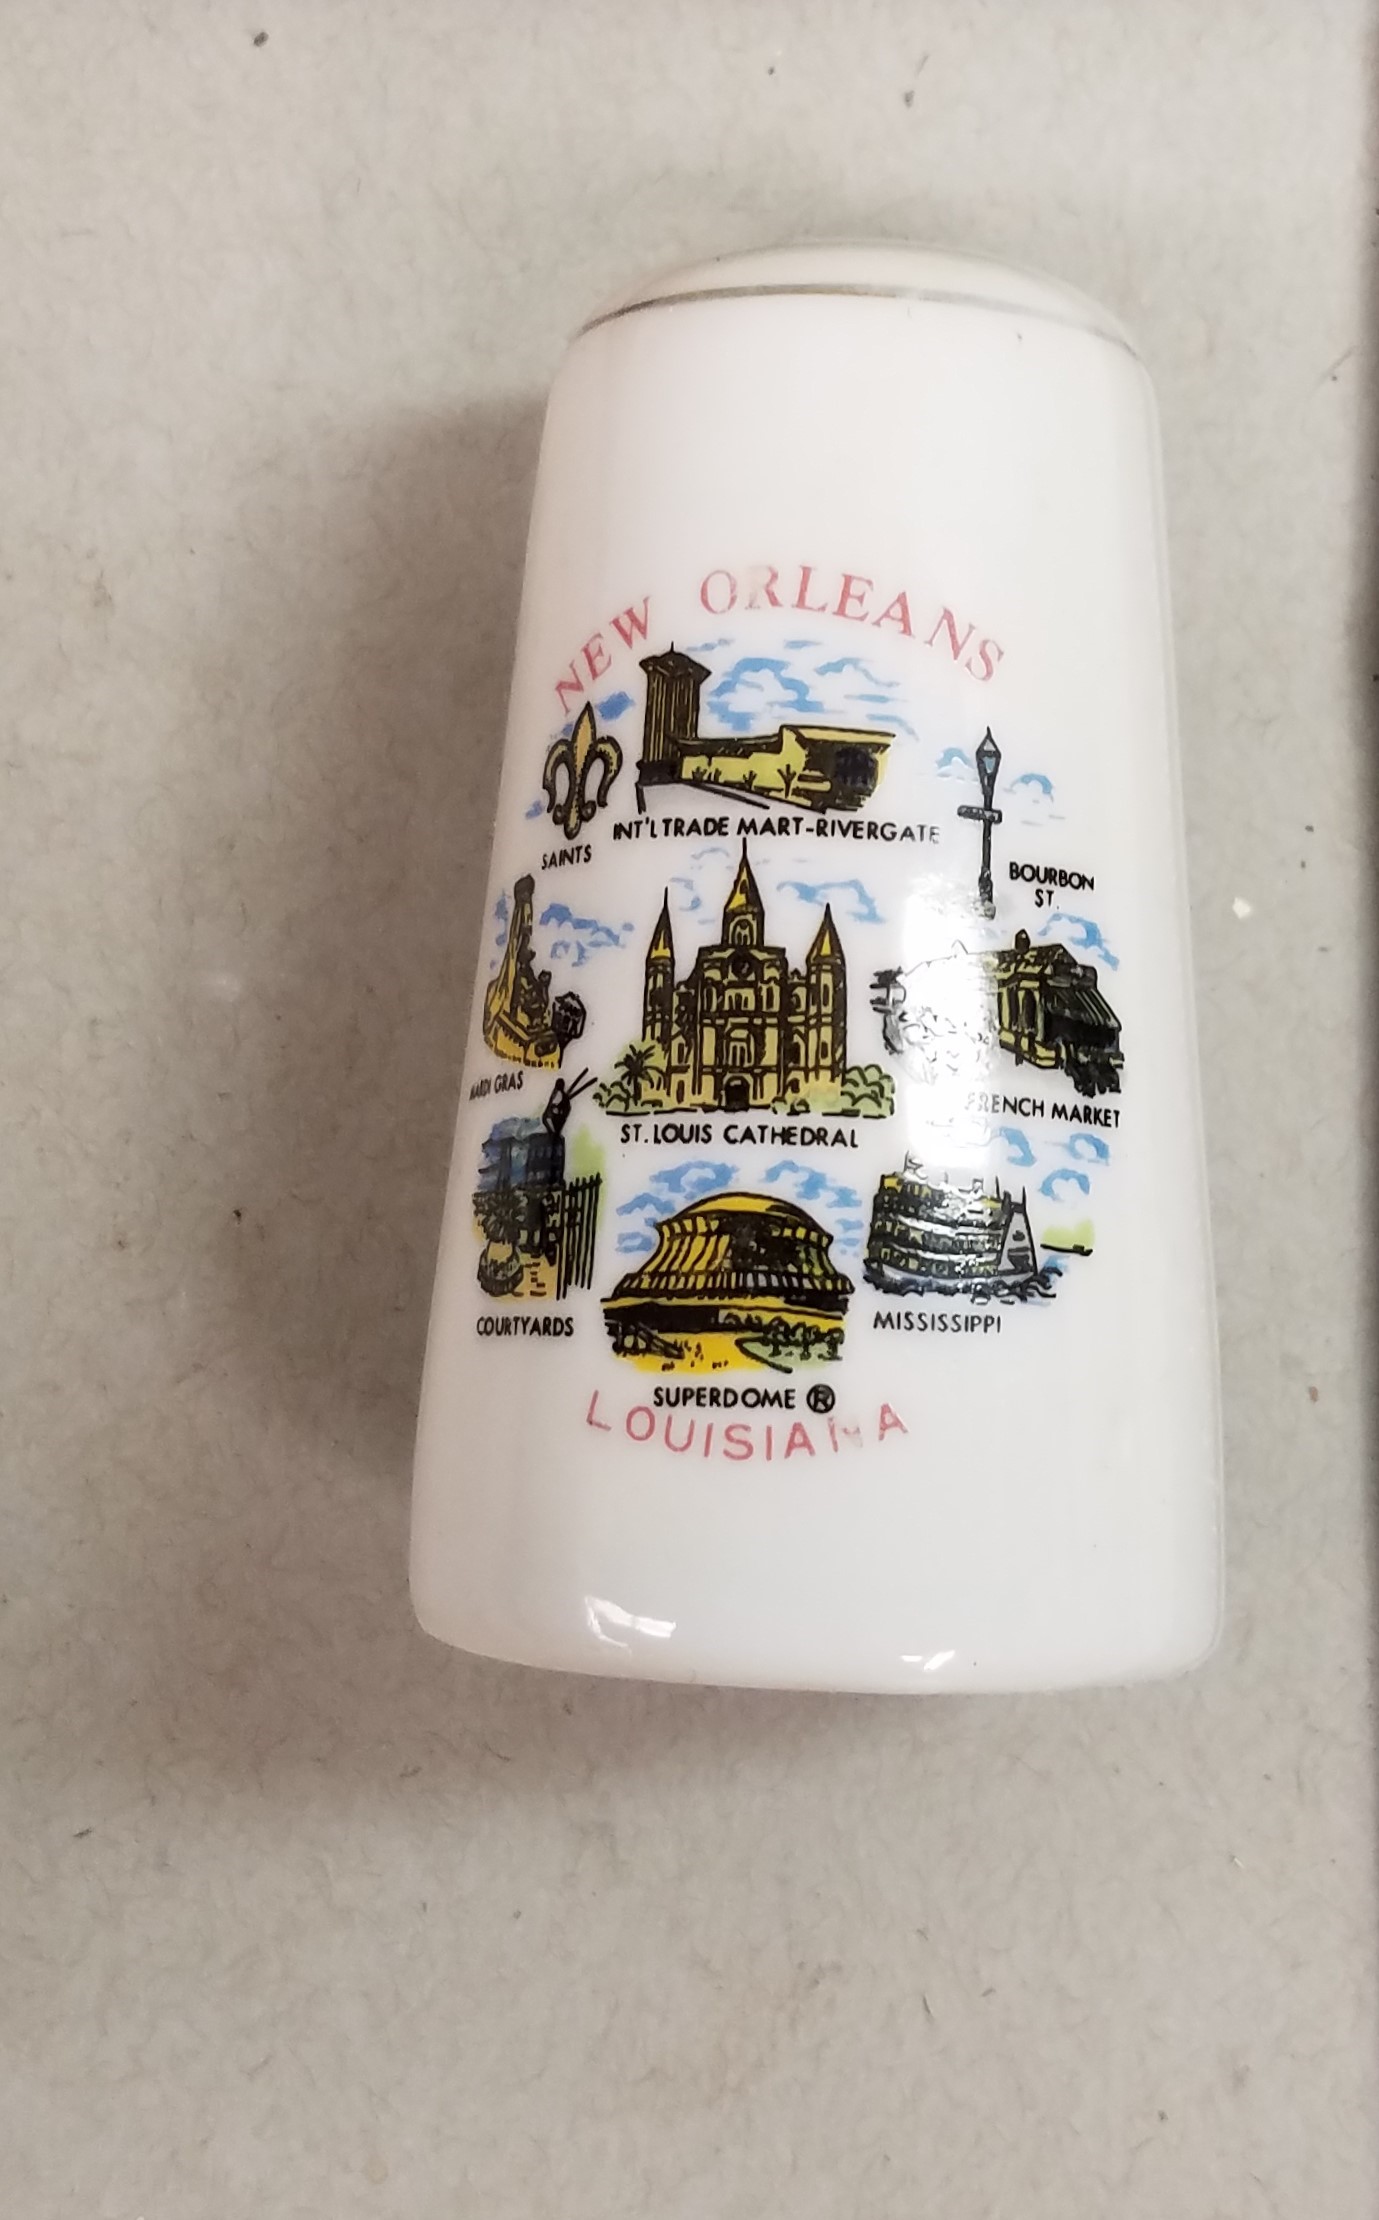 NEW ORLEANS
SAINTS
INT'L TRADE MART-RIVERGATE
BOURBON
ST.
MARDI GRAS
ST. LOUIS CATHEDRAL
FRENCH MARKET
COURTYARDS
SUPERDOME ®
MISSISSIPPI
LOUISIANA